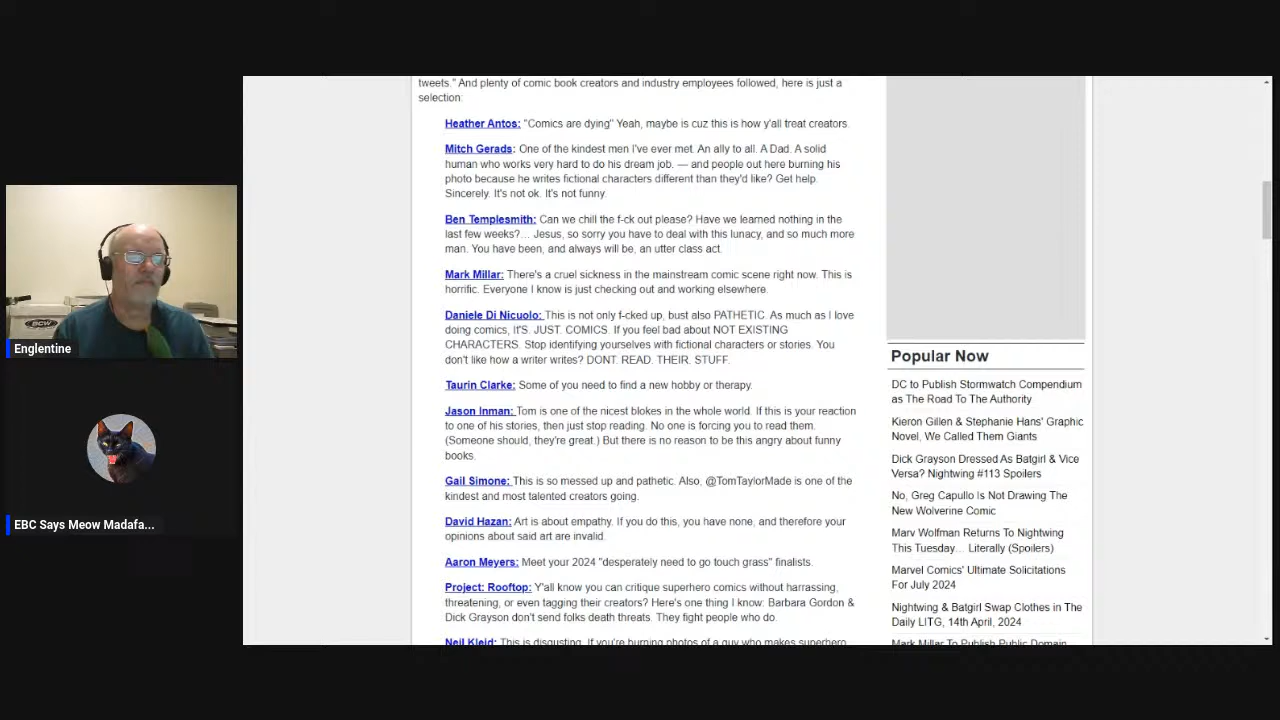 tweets." And plenty of comic book creators and industry employees followed, here is just a
selection:
Heather Antos: "Comics are dying" Yeah, maybe is cuz this is how y'all treat creators.
Mitch Gerads: One of the kindest men I've ever met. An ally to all. A Dad. A solid
human who works very hard to do his dream job. — and people out here burning his
photo because he writes fictional characters different than they'd like? Get help.
Sincerely. It's not ok. It's not funny.
Ben Templesmith: Can we chill the f-ck out please? Have we learned nothing in the
last few weeks?… Jesus, so sorry you have to deal with this lunacy, and so much more
man. You have been, and always will be, an utter class act.
Mark Millar: There's a cruel sickness in the mainstream comic scene right now. This is
horrific. Everyone I know is just checking out and working elsewhere.
Daniele Di Nicuolo: This is not only f-cked up, bust also PATHETIC. As much as I love
doing comics, it'S. JUST. COMICS. If you feel bad about NOT EXISTING
CHARACTERS. Stop identifying yourselves with fictional characters or stories. You
don't like how a writer writes? DONT. READ. THEIR. STUFF.
Taurin Clarke: Some of you need to find a new hobby or therapy.
Jason Inman: Tom is one of the nicest blokes in the whole world. If this is your reaction
to one of his stories, then just stop reading. No one is forcing you to read them.
(Someone should, they're great.) But there is no reason to be this angry about funny
books.
Gail Simone: This is so messed up and pathetic. Also, @TomTaylorMade is one of the
kindest and most talented creators going.
David Hazan: Art is about empathy. If you do this, you have none, and therefore your
opinions about said art are invalid.
Aaron Meyers: Meet your 2024 "desperately need to go touch grass" finalists.
Project: Rooftop: Y'all know you can critique superhero comics without harrassing,
threatening, or even tagging their creators? Here's one thing I know: Barbara Gordon &
Dick Grayson don't send folks death threats. They fight people who do.
Neil Kleid: This is disgusting. If you're burning photos of a guy who makes superhero
Popular Now
DC to Publish Stormwatch Compendium
as The Road To The Authority
Kieron Gillen & Stephanie Hans' Graphic
Novel, We Called Them Giants
Dick Grayson Dressed As Batgirl & Vice
Versa? Nightwing #113 Spoilers
No, Greg Capullo Is Not Drawing The
New Wolverine Comic
Marv Wolfman Returns To Nightwing
This Tuesday… Literally (Spoilers)
Marvel Comics' Ultimate Solicitations
For July 2024
Nightwing & Batgirl Swap Clothes in The
Daily LITG, 14th April, 2024
Mark Millar To Publish Public Domain
BCW
Englentine
EBC Says Meow Madafa...